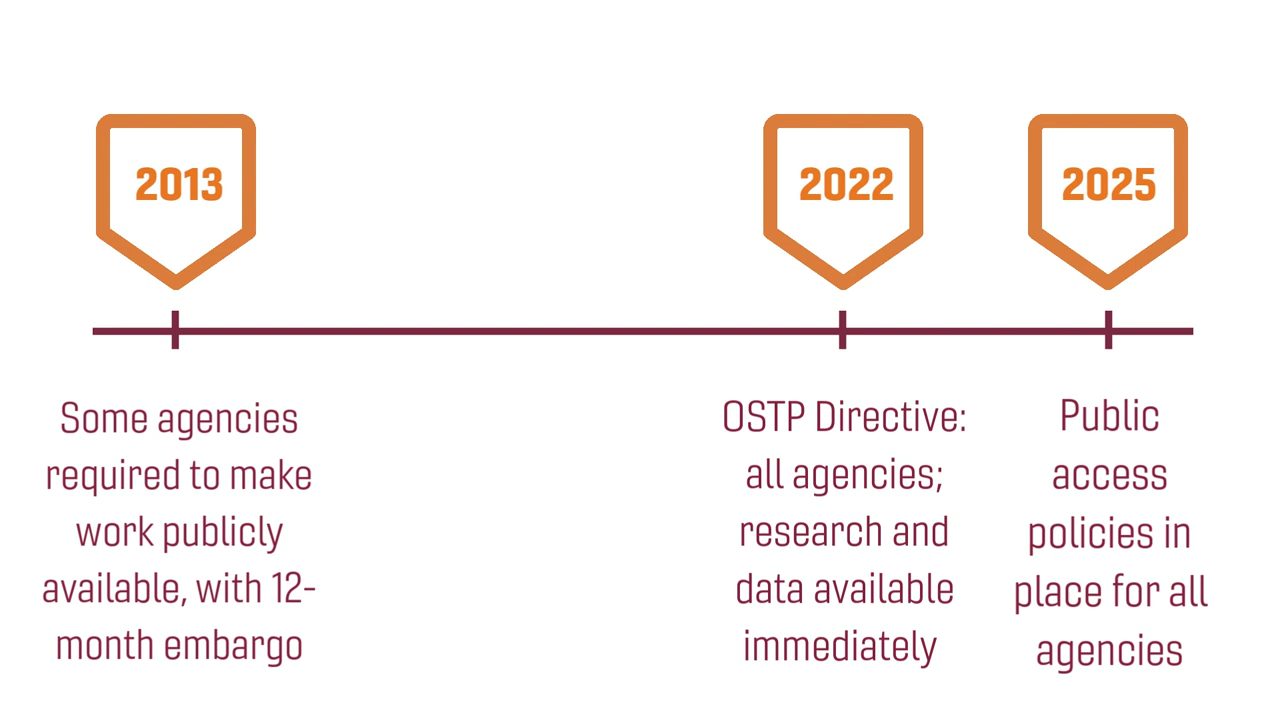 2013
Some agencies
required to make
work publicly
available, with 12-
month embargo
2022
OSTP Directive:
all agencies;
research and
data available
immediately
2025
Public
access
policies in
place for all
agencies